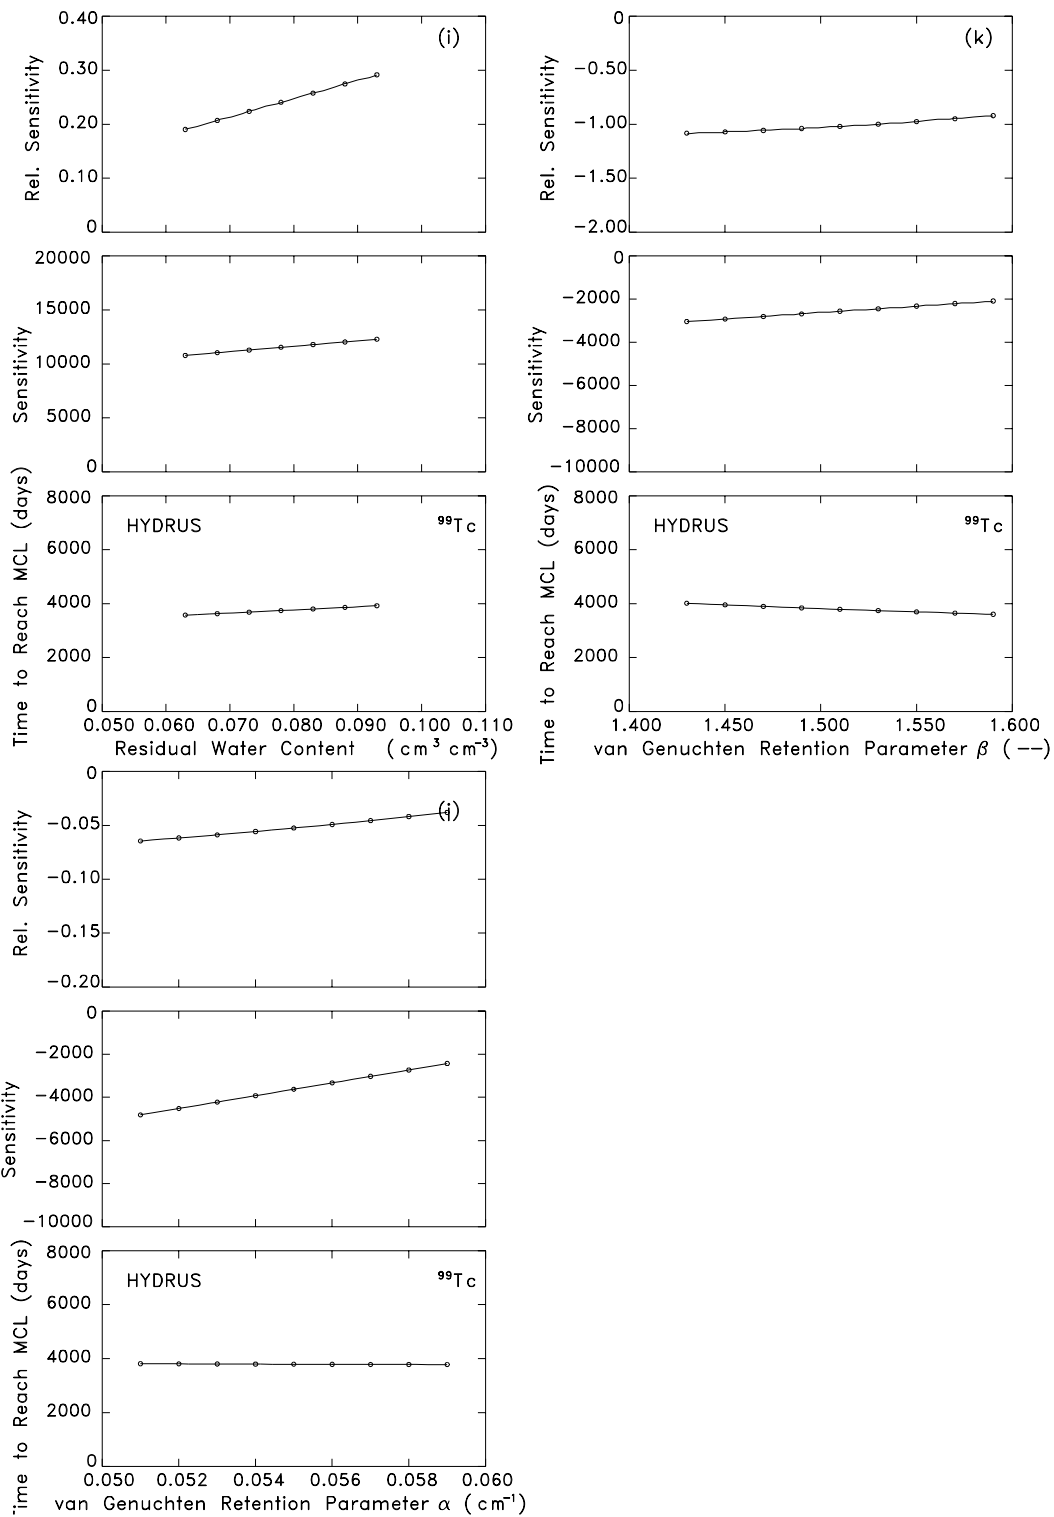 (i)
Rel. Sensitivity
0.40
0.30
0.20
0.10
0
Sensitivity
20000
15000
10000
5000
0
Time to Reach MCL (days)
8000
6000
4000
2000
0
HYDRUS
⁹⁹Tc
0.050 0.060 0.070 0.080 0.090 0.100 0.110
Residual Water Content (cm³ cm⁻³)
(k)
Rel. Sensitivity
0
−0.50
−1.00
−1.50
−2.00
Sensitivity
0
−2000
−4000
−6000
−8000
−10000
Time to Reach MCL (days)
8000
6000
4000
2000
0
HYDRUS
⁹⁹Tc
1.400 1.450 1.500 1.550 1.600
van Genuchten Retention Parameter β (−−)
(j)
Rel. Sensitivity
0
−0.05
−0.10
−0.15
−0.20
Sensitivity
0
−2000
−4000
−6000
−8000
−10000
Time to Reach MCL (days)
8000
6000
4000
2000
0
HYDRUS
⁹⁹Tc
0.050 0.052 0.054 0.056 0.058 0.060
van Genuchten Retention Parameter α (cm⁻¹)